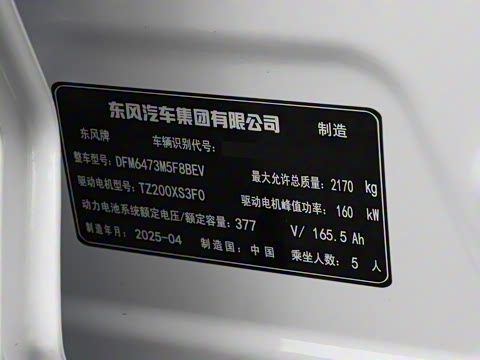 东风汽车集团有限公司 制造
东风牌 车辆识别代号:
整车型号: DFM6473M5F8BEV 最大允许总质量: 2170 kg
驱动电机型号: TZ200XS3F0 驱动电机峰值功率: 160 kW
动力电池系统额定电压/额定容量: 377 V/ 165.5 Ah
制造年月: 2025-04 制造国: 中国 乘坐人数: 5 人